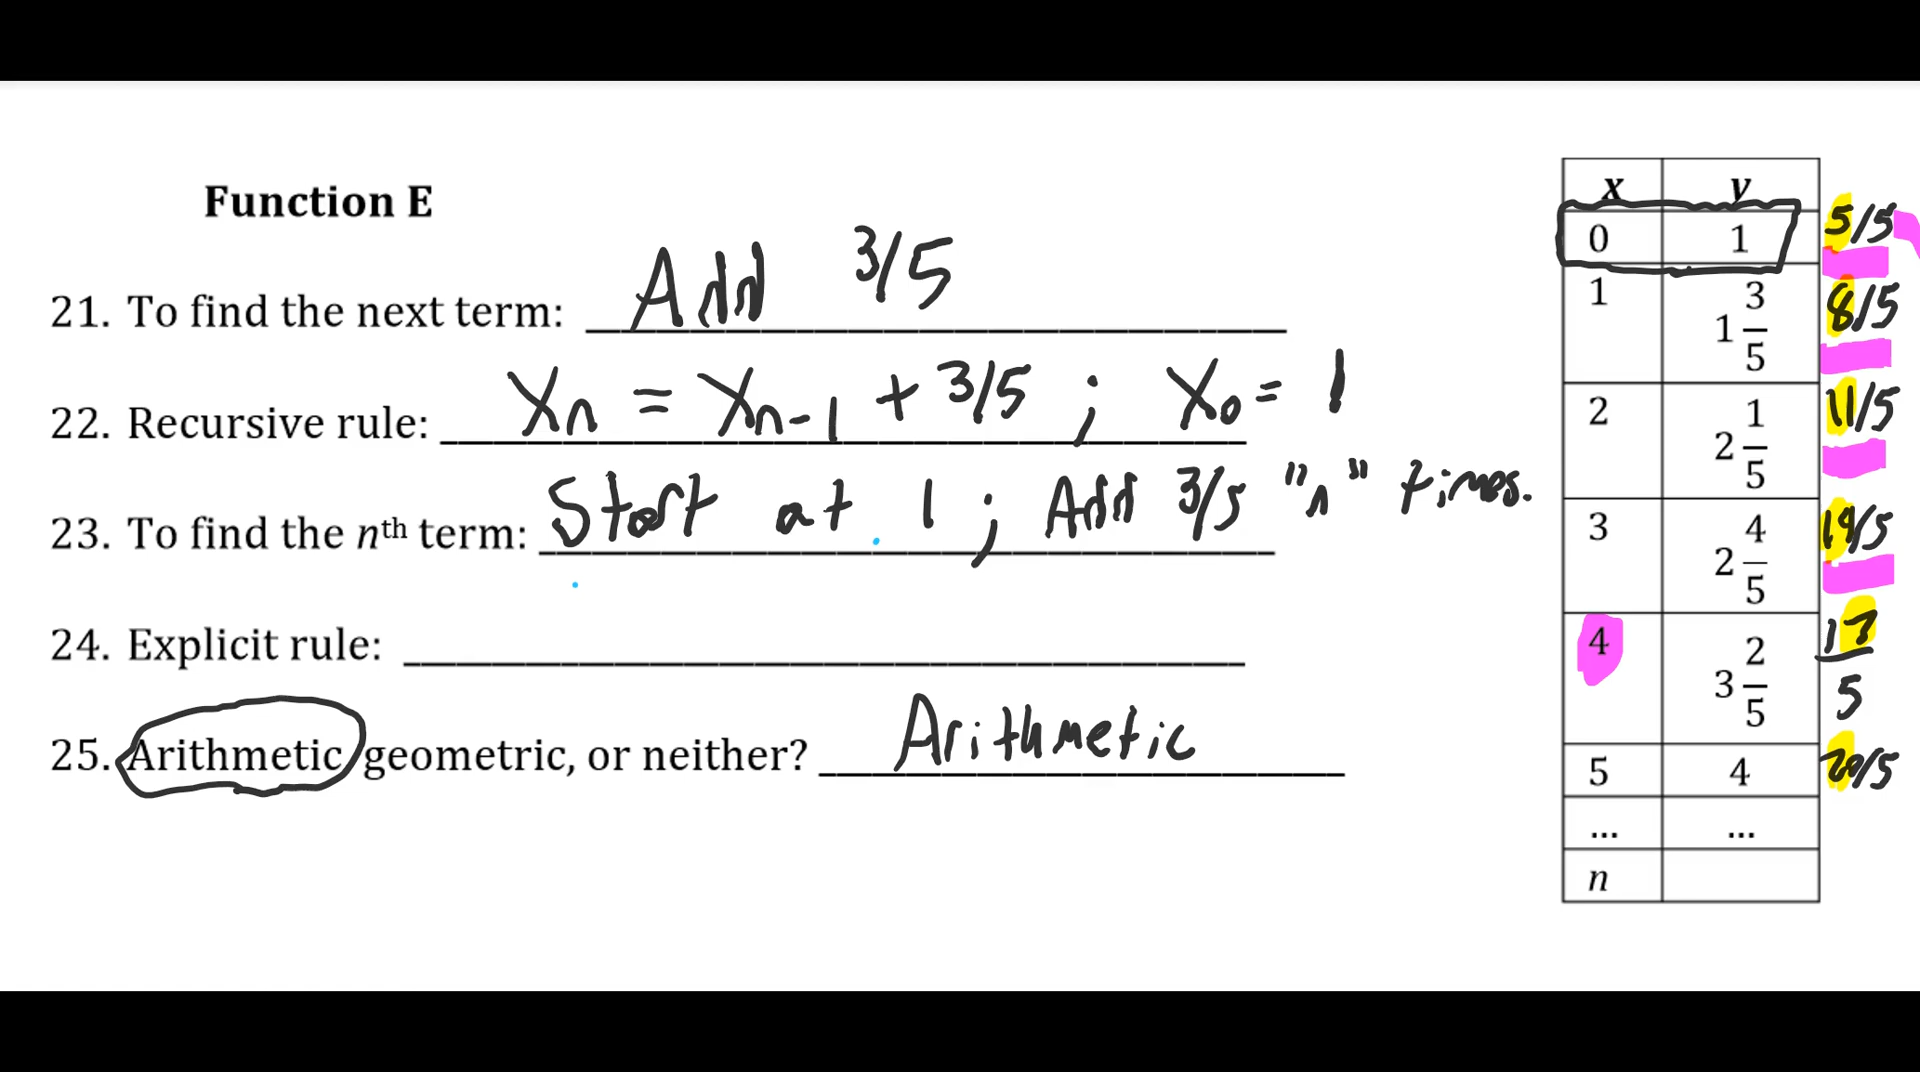 Function E
21. To find the next term: Add 3/5
22. Recursive rule: Xn = Xn-1 + 3/5 ; X0 = 1
23. To find the nth term: Start at 1 ; Add 3/5 "n" times.
24. Explicit rule:
25. Arithmetic, geometric, or neither? Arithmetic
x y
0 1 5/5
1 1 3/5 8/5
2 2 1/5 11/5
3 2 4/5 14/5
4 3 2/5 17/5
5 4 20/5
... ...
n